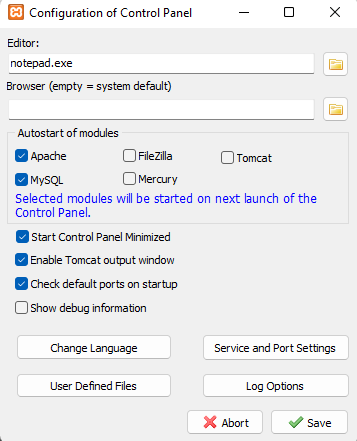 Configuration of Control Panel
Editor:
notepad.exe
Browser (empty = system default)
Autostart of modules
Apache FileZilla Tomcat
MySQL Mercury
Selected modules will be started on next launch of the
Control Panel.
Start Control Panel Minimized
Enable Tomcat output window
Check default ports on startup
Show debug information
Change Language Service and Port Settings
User Defined Files Log Options
Abort Save